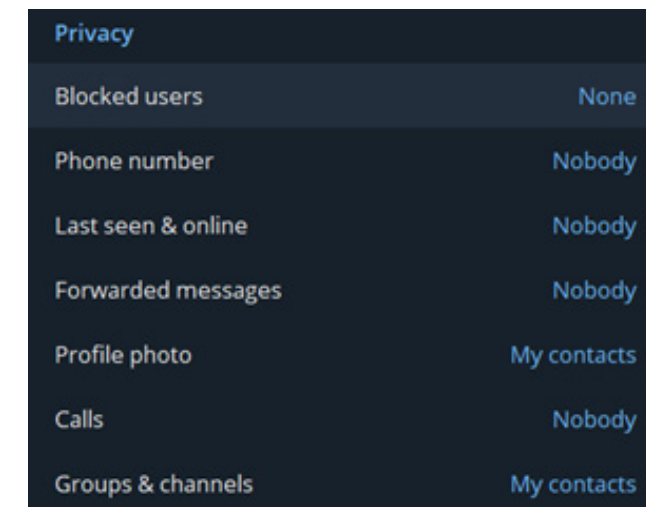 Privacy
Blocked users None
Phone number Nobody
Last seen & online Nobody
Forwarded messages Nobody
Profile photo My contacts
Calls Nobody
Groups & channels My contacts